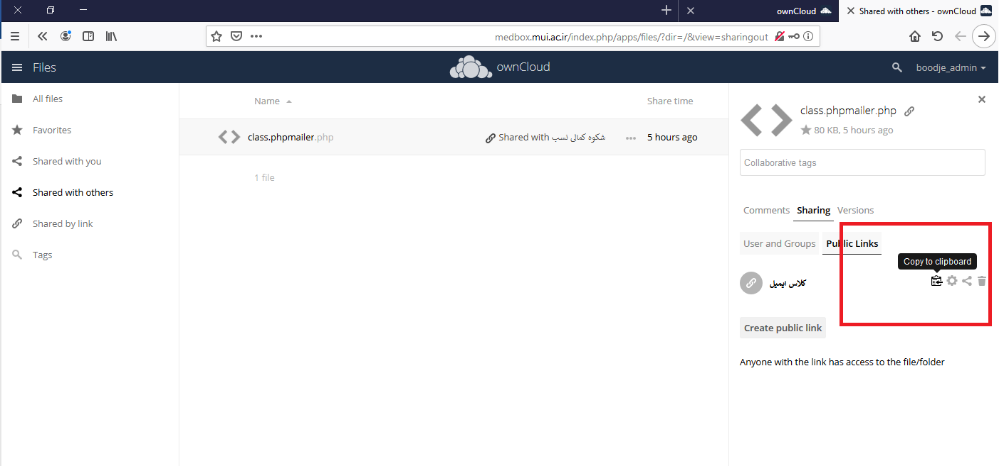 ownCloud
Shared with others - ownCloud
medbox.mui.ac.ir/index.php/apps/files/?dir=/&view=sharingout
Files
ownCloud
boodje_admin
All files
Favorites
Shared with you
Shared with others
Shared by link
Tags
Name
Share time
class.phpmailer.php
Shared with شکوه کمالی نسب
5 hours ago
1 file
class.phpmailer.php
80 KB, 5 hours ago
Collaborative tags
Comments Sharing Versions
User and Groups Public Links
Copy to clipboard
کلاس ایمیل
Create public link
Anyone with the link has access to the file/folder